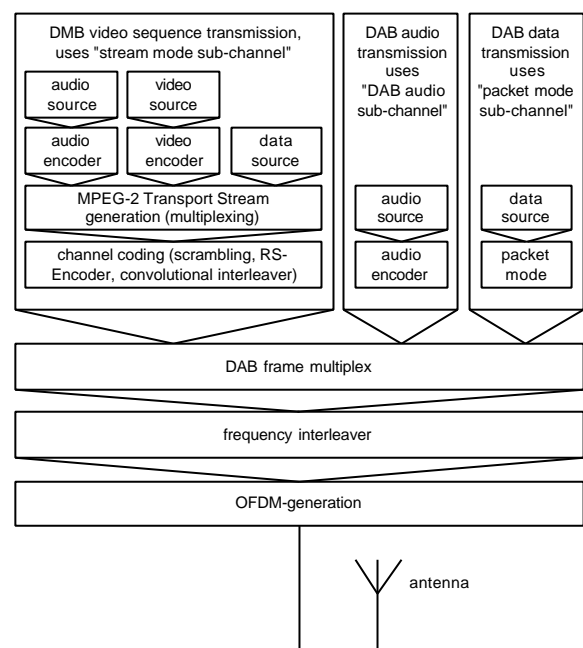 DMB video sequence transmission,
uses "stream mode sub-channel"
audio
source
video
source
audio
encoder
video
encoder
data
source
MPEG-2 Transport Stream
generation (multiplexing)
channel coding (scrambling, RS-
Encoder, convolutional interleaver)
DAB audio
transmission
uses
"DAB audio
sub-channel"
audio
source
audio
encoder
DAB data
transmission
uses
"packet mode
sub-channel"
data
source
packet
mode
DAB frame multiplex
frequency interleaver
OFDM-generation
antenna